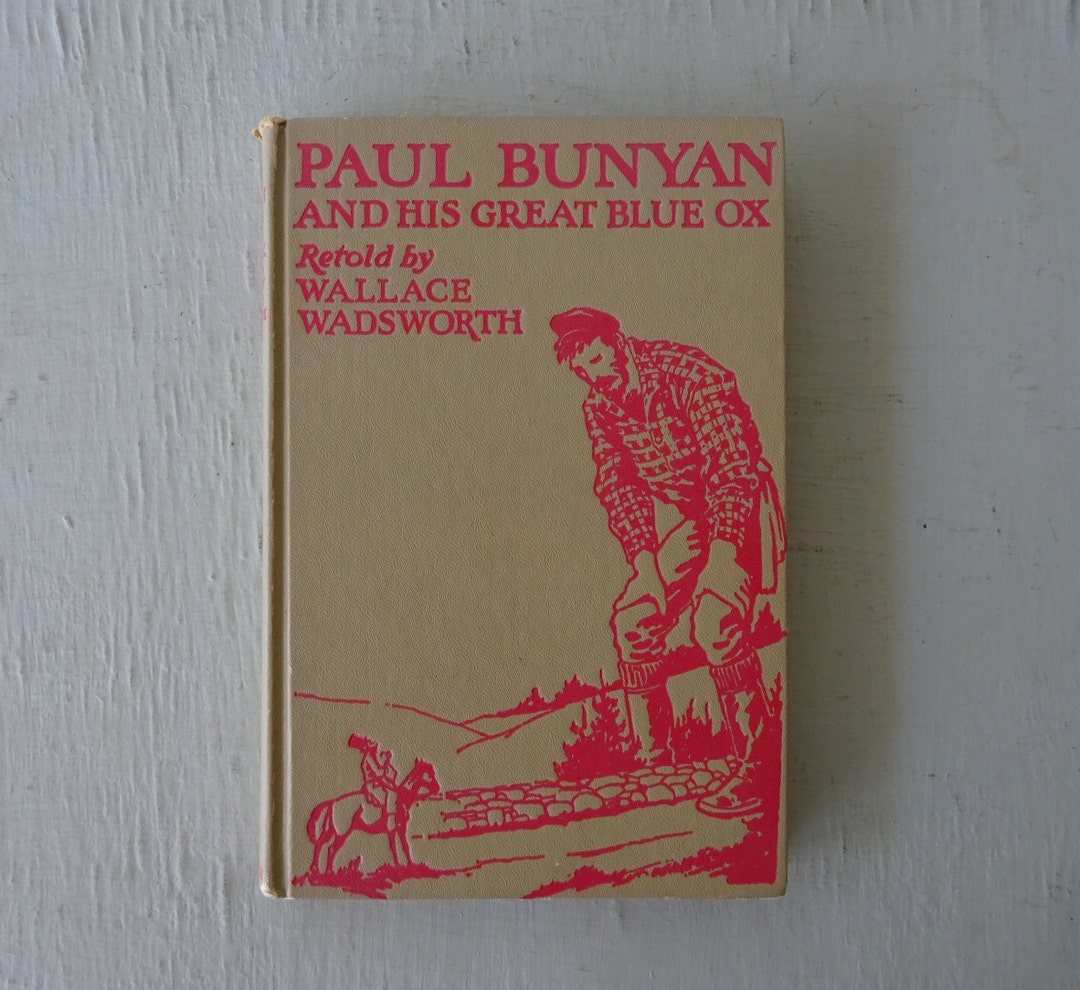 PAUL BUNYAN
AND HIS GREAT BLUE OX
Retold by
WALLACE
WADSWORTH